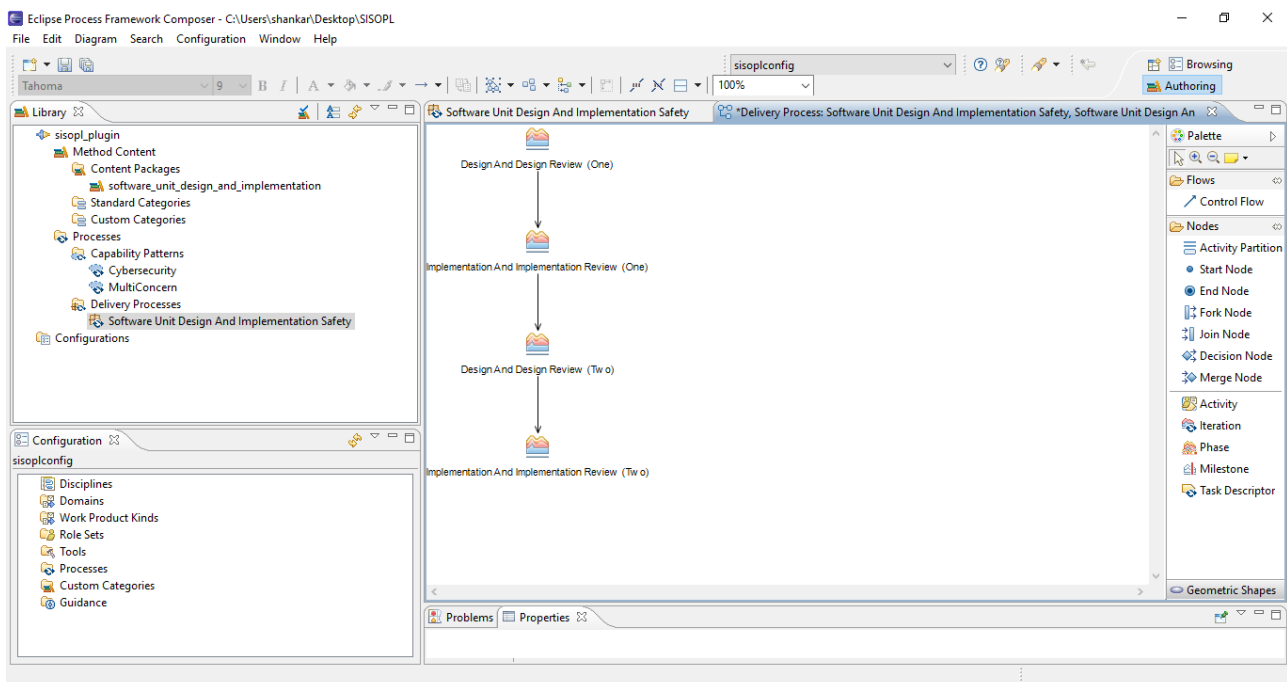 Eclipse Process Framework Composer - C:\Users\shankar\Desktop\SISOPL
File Edit Diagram Search Configuration Window Help
sisoplconfig
Browsing
Tahoma 9 B I A 100%
Authoring
Library
sisopl_plugin
Method Content
Content Packages
software_unit_design_and_implementation
Standard Categories
Custom Categories
Processes
Capability Patterns
Cybersecurity
MultiConcern
Delivery Processes
Software Unit Design And Implementation Safety
Configurations
Configuration
sisoplconfig
Disciplines
Domains
Work Product Kinds
Role Sets
Tools
Processes
Custom Categories
Guidance
Software Unit Design And Implementation Safety
*Delivery Process: Software Unit Design And Implementation Safety, Software Unit Design An
Design And Design Review (One)
Implementation And Implementation Review (One)
Design And Design Review (Two)
Implementation And Implementation Review (Two)
Palette
Flows
Control Flow
Nodes
Activity Partition
Start Node
End Node
Fork Node
Join Node
Decision Node
Merge Node
Activity
Iteration
Phase
Milestone
Task Descriptor
Geometric Shapes
Problems Properties